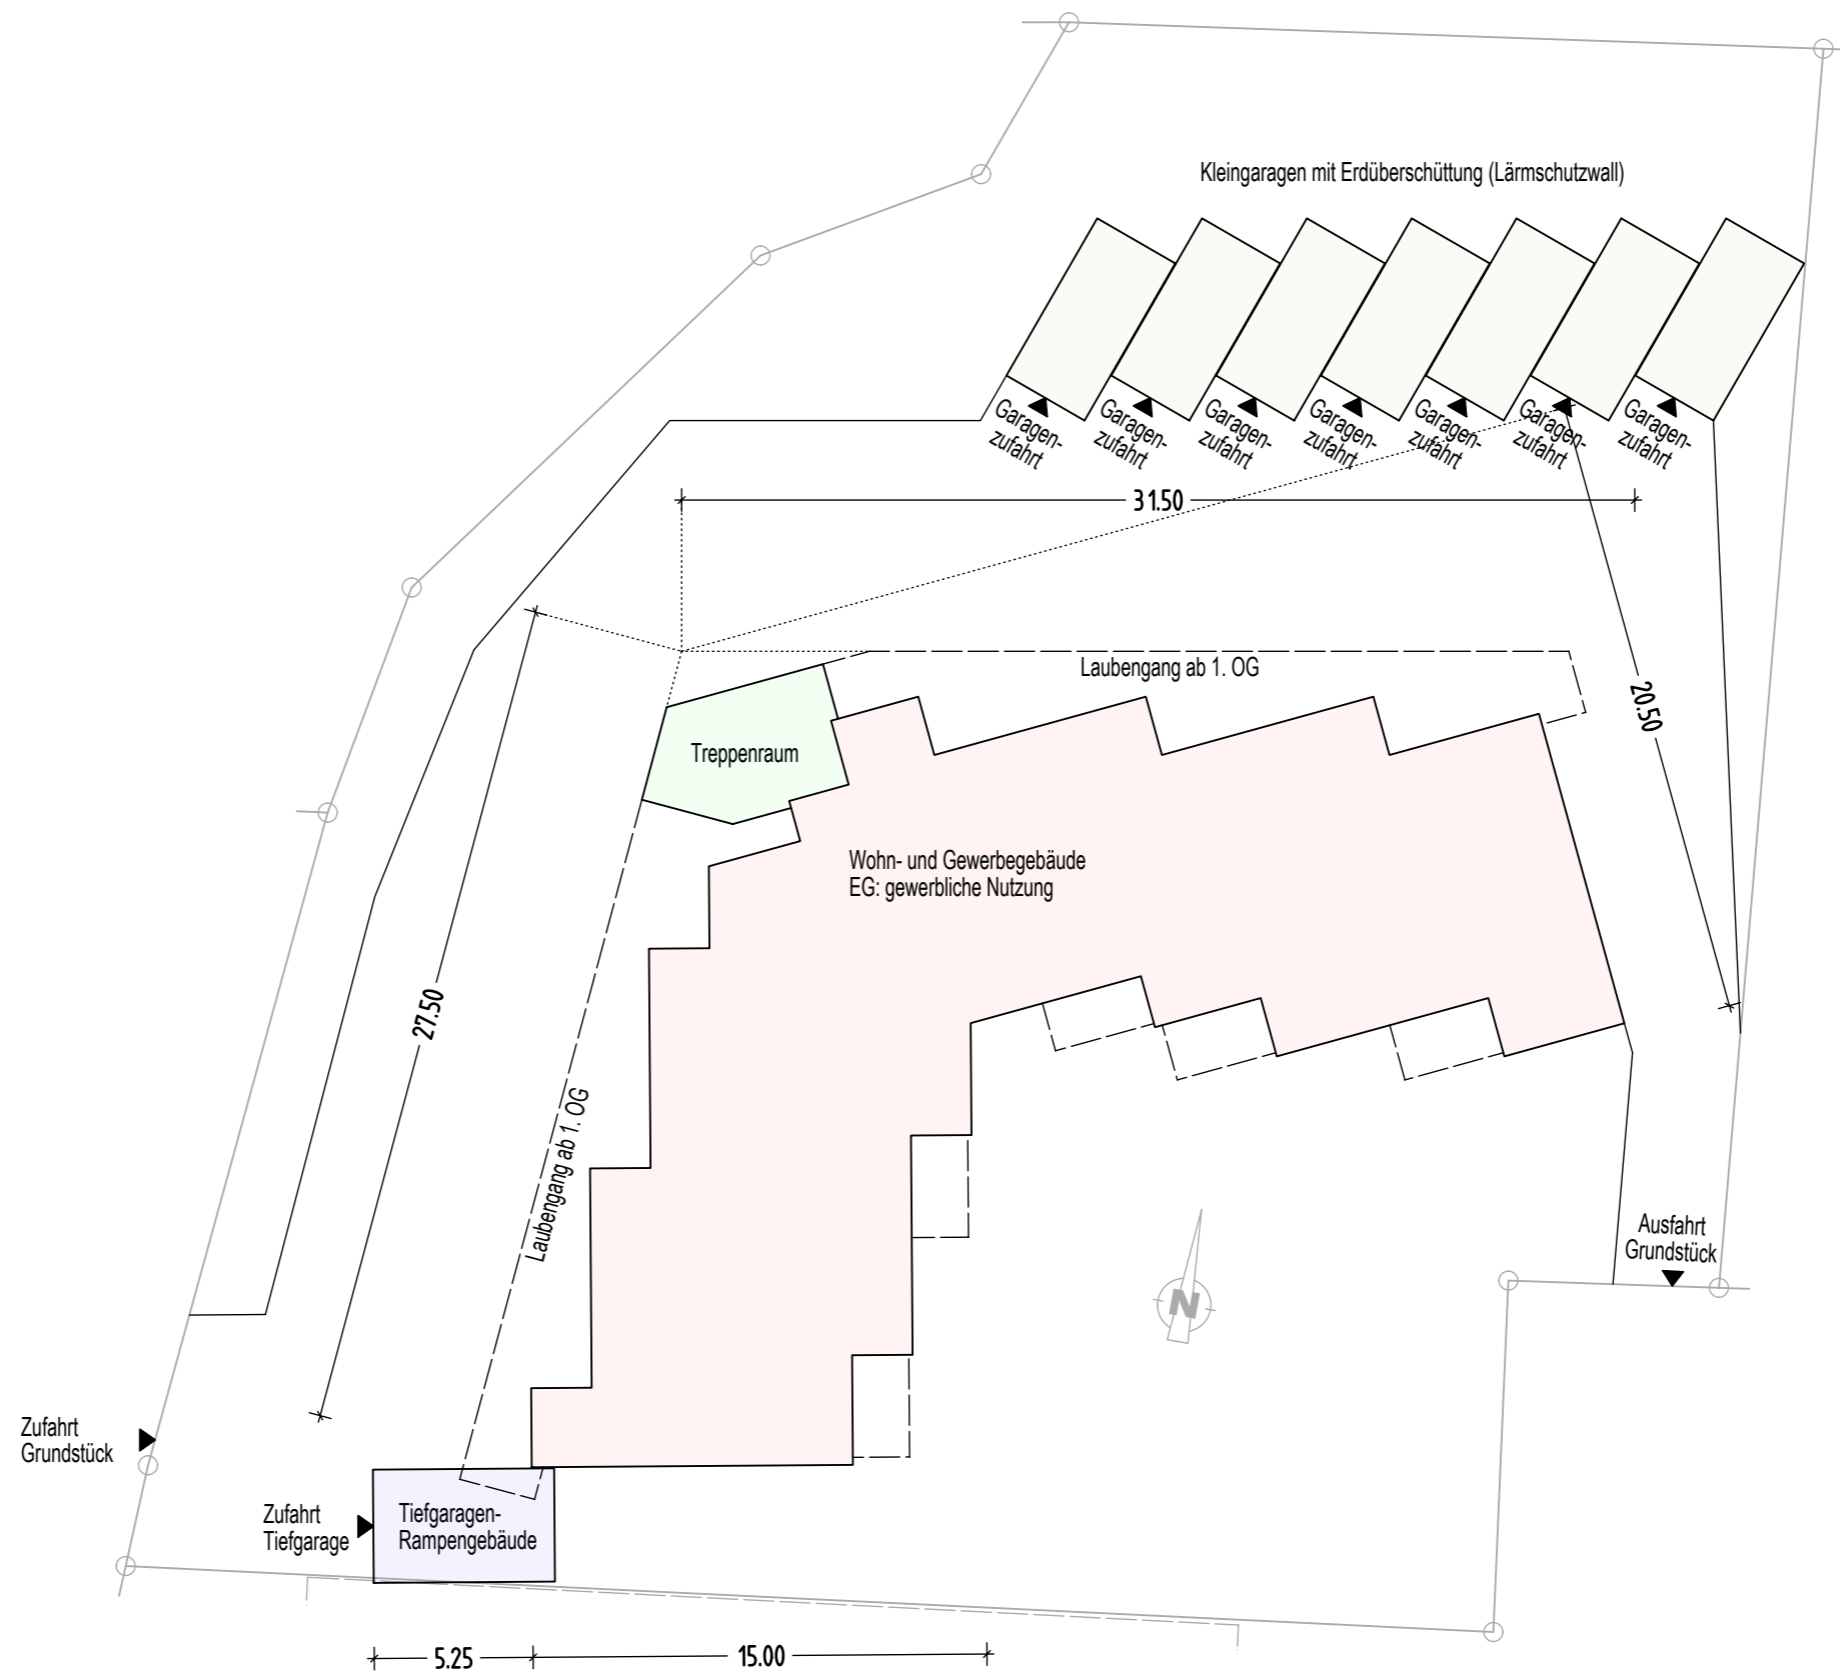 Kleingaragen mit Erdüberschüttung (Lärmschutzwall)
Garagen-
zufahrt
Garagen-
zufahrt
Garagen-
zufahrt
Garagen-
zufahrt
Garagen-
zufahrt
Garagen-
zufahrt
Garagen-
zufahrt
31.50
Laubengang ab 1. OG
20.50
Treppenraum
Wohn- und Gewerbegebäude
EG: gewerbliche Nutzung
27.50
Laubengang ab 1. OG
Ausfahrt
Grundstück
N
Zufahrt
Grundstück
Zufahrt
Tiefgarage
Tiefgaragen-
Rampengebäude
5.25
15.00